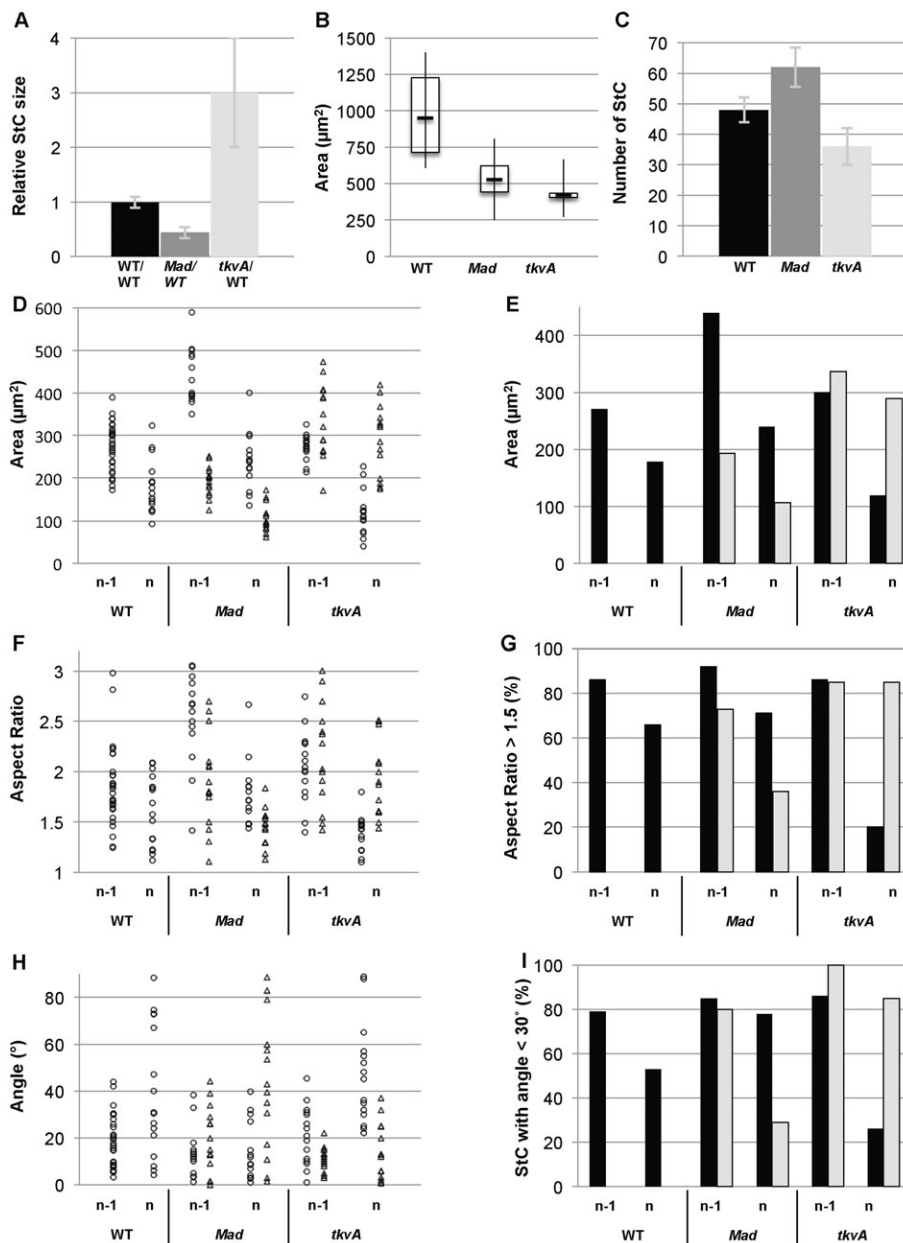 A
Relative StC size
4
3
2
1
0
WT/ WT
Mad/ WT
tkvA/ WT
B
Area (µm²)
1500
1250
1000
750
500
250
0
WT Mad tkvA
C
Number of StC
70
60
50
40
30
20
10
0
WT Mad tkvA
D
Area (µm²)
600
500
400
300
200
100
0
n-1 n n-1 n n-1 n
WT Mad tkvA
E
Area (µm²)
400
300
200
100
0
n-1 n n-1 n n-1 n
WT Mad tkvA
F
Aspect Ratio
3
2.5
2
1.5
1
n-1 n n-1 n n-1 n
WT Mad tkvA
G
Aspect Ratio > 1.5 (%)
100
80
60
40
20
0
n-1 n n-1 n n-1 n
WT Mad tkvA
H
Angle (°)
80
60
40
20
0
n-1 n n-1 n n-1 n
WT Mad tkvA
I
StC with angle < 30° (%)
100
80
60
40
20
0
n-1 n n-1 n n-1 n
WT Mad tkvA